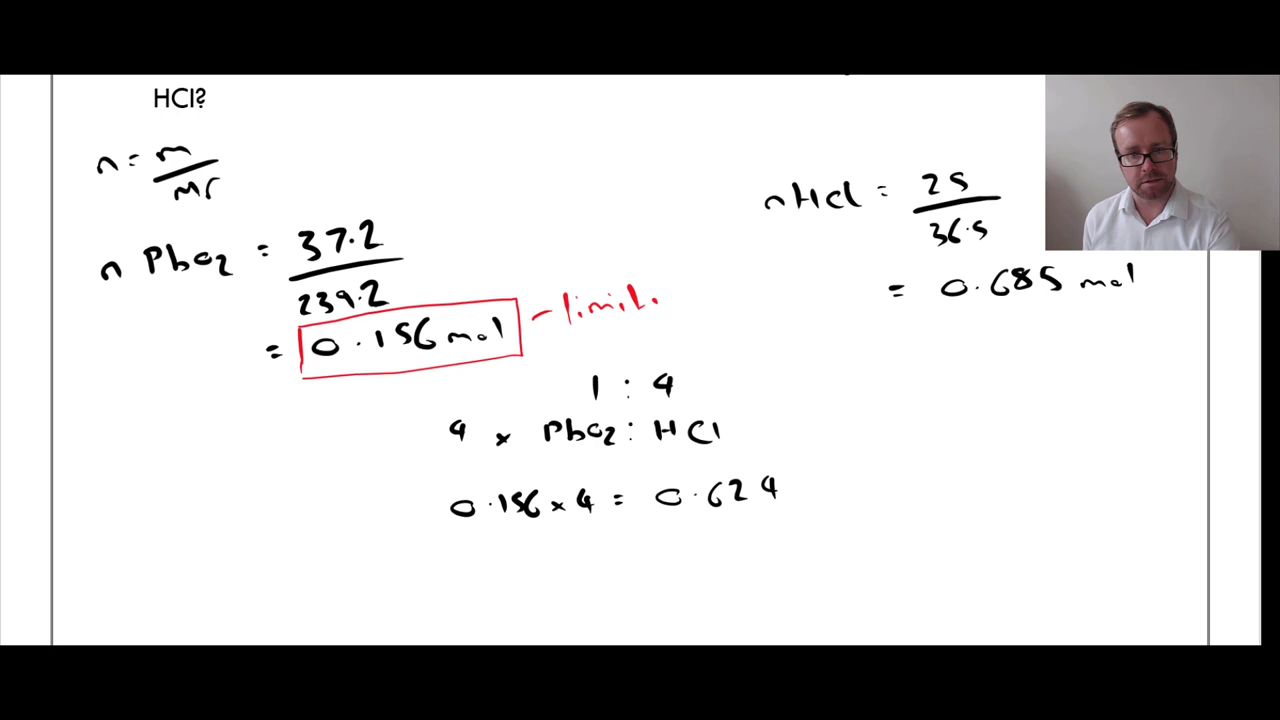 HCl?
n = m
Mr
n PbO2 = 37.2
239.2
= 0.156 mol - limit.
nHCl = 25
36.5
= 0.685 mol
1 : 4
4 x PbO2 : HCl
0.156 x 4 = 0.624